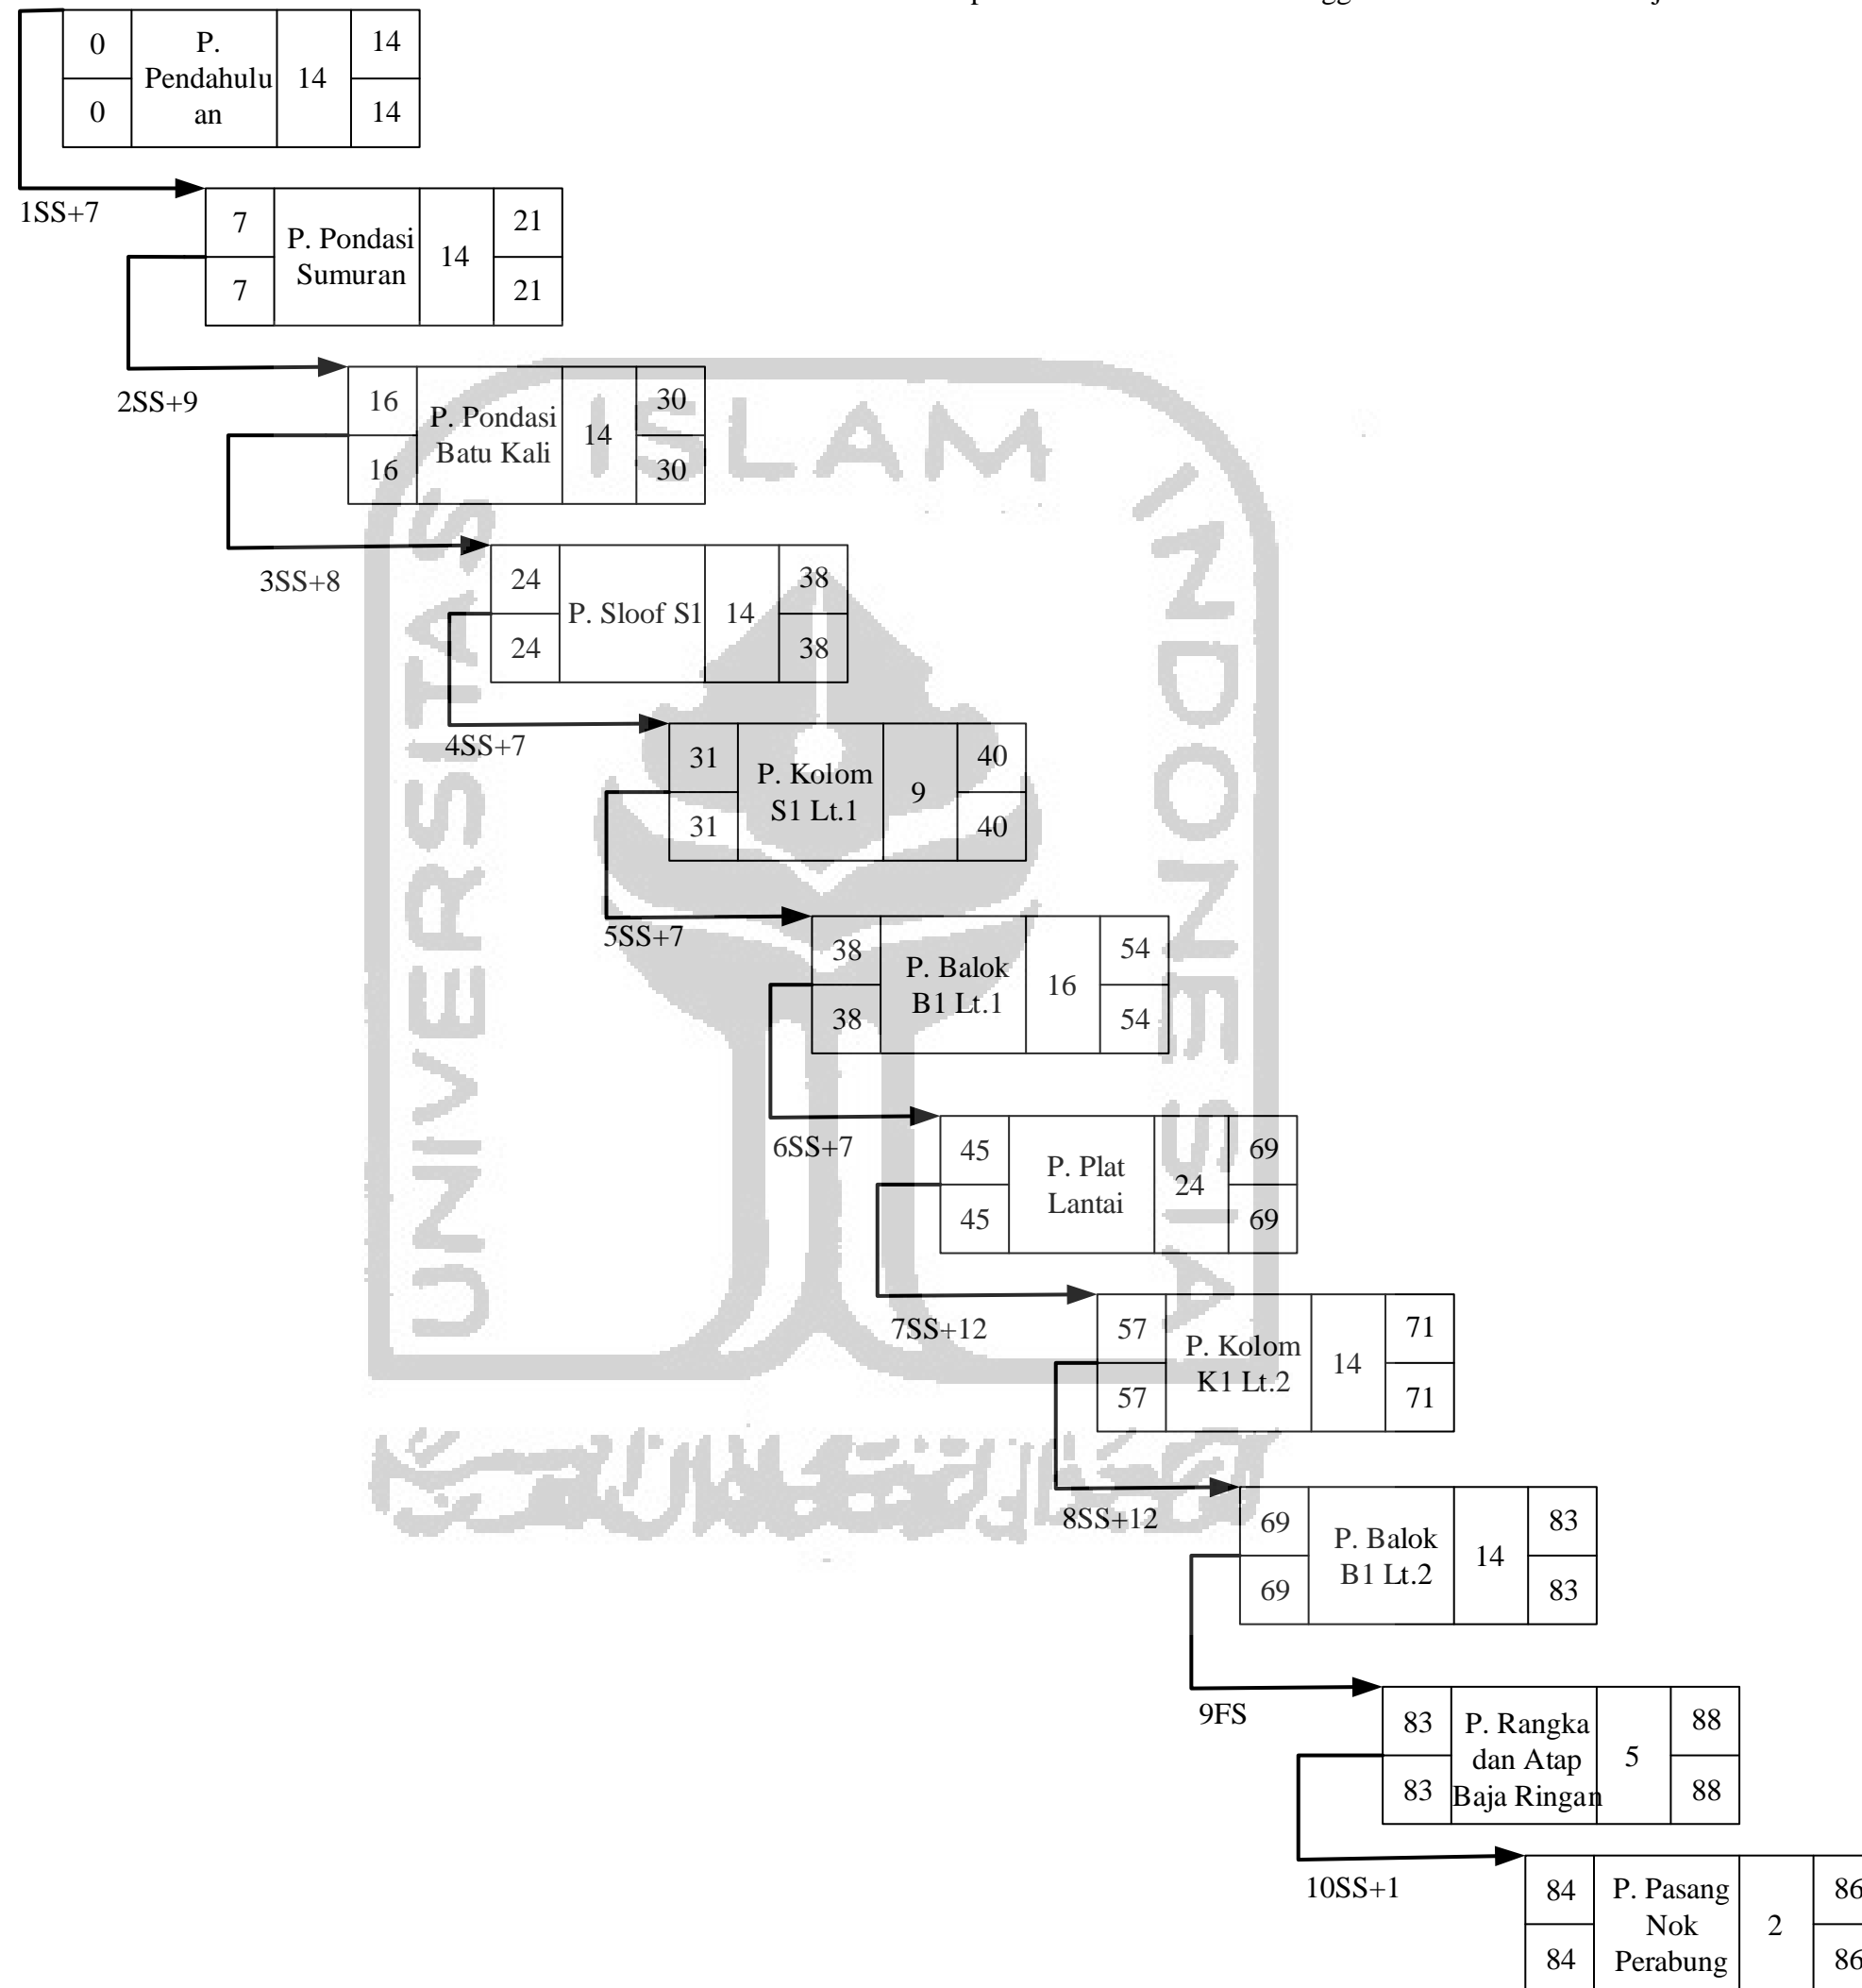 0
P.
Pendahulu
an
14
14
0
14
1SS+7
7
P. Pondasi
Sumuran
14
21
7
21
2SS+9
16
P. Pondasi
Batu Kali
14
30
16
30
3SS+8
24
P. Sloof S1
14
38
24
38
4SS+7
31
P. Kolom
S1 Lt.1
9
40
31
40
5SS+7
38
P. Balok
B1 Lt.1
16
54
38
54
6SS+7
45
P. Plat
Lantai
24
69
45
69
7SS+12
57
P. Kolom
K1 Lt.2
14
71
57
71
8SS+12
69
P. Balok
B1 Lt.2
14
83
69
83
9FS
83
P. Rangka
dan Atap
Baja Ringan
5
88
83
88
10SS+1
84
P. Pasang
Nok
Perabung
2
86
84
86
UNIVERSITAS
ISLAM
INDONESIA